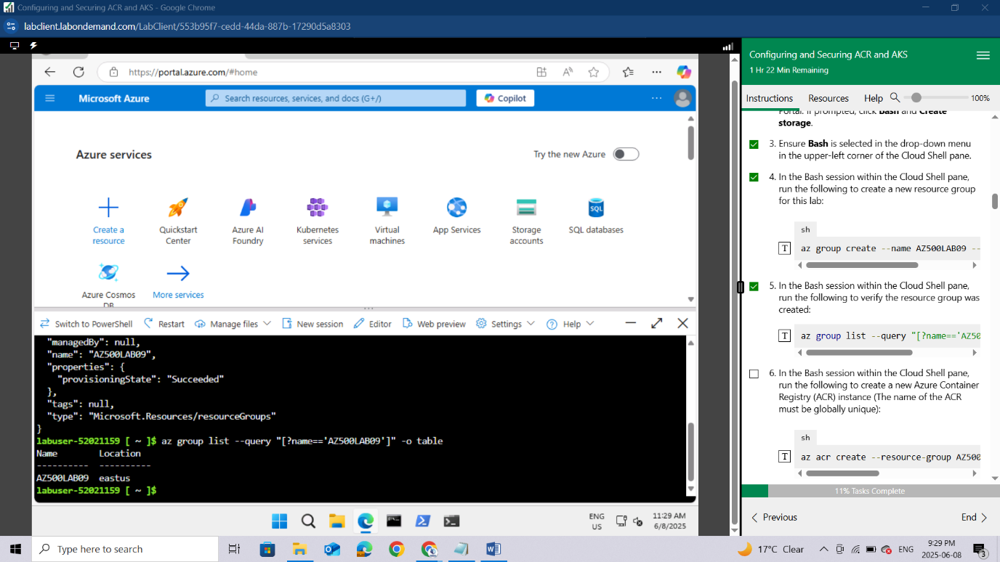 Configuring and Securing ACR and AKS - Google Chrome
labclient.labondemand.com/LabClient/553b95f7-cedd-44da-887b-17290d5a8303
https://portal.azure.com/#home
Microsoft Azure
Search resources, services, and docs (G+/)
Copilot
Azure services
Try the new Azure
Create a resource
Quickstart Center
Azure AI Foundry
Kubernetes services
Virtual machines
App Services
Storage accounts
SQL databases
Azure Cosmos DB
More services
Switch to PowerShell
Restart
Manage files
New session
Editor
Web preview
Settings
Help
"managedBy": null,
"name": "AZ500LAB09",
"properties": {
"provisioningState": "Succeeded"
},
"tags": null,
"type": "Microsoft.Resources/resourceGroups"
}
labuser-52021159 [ ~ ]$ az group list --query "[?name=='AZ500LAB09']" -o table
Name Location
---------- ----------
AZ500LAB09 eastus
labuser-52021159 [ ~ ]$
ENG
US
11:29 AM
6/8/2025
Configuring and Securing ACR and AKS
1 Hr 22 Min Remaining
Instructions
Resources
Help
100%
Portal. If prompted, click Bash and Create
storage.
3. Ensure Bash is selected in the drop-down menu
in the upper-left corner of the Cloud Shell pane.
4. In the Bash session within the Cloud Shell pane,
run the following to create a new resource group
for this lab:
sh
T
az group create --name AZ500LAB09 --
5. In the Bash session within the Cloud Shell pane,
run the following to verify the resource group was
created:
T
az group list --query "[?name=='AZ50
6. In the Bash session within the Cloud Shell pane,
run the following to create a new Azure Container
Registry (ACR) instance (The name of the ACR
must be globally unique):
sh
T
az acr create --resource-group AZ500
11% Tasks Complete
Previous
End
Type here to search
17°C Clear
ENG
9:29 PM
2025-06-08
3